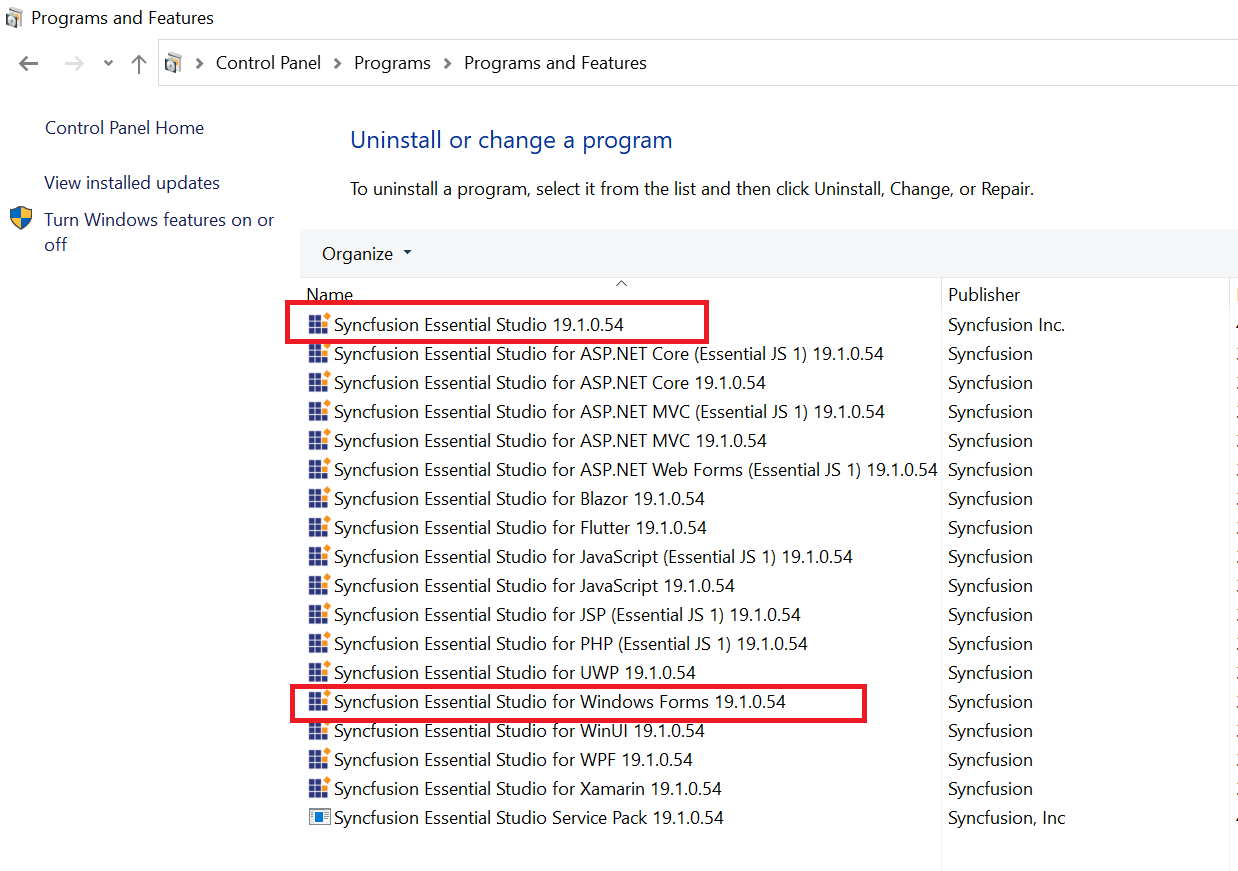 Programs and Features
Control Panel > Programs > Programs and Features
Control Panel Home
View installed updates
Turn Windows features on or
off
Uninstall or change a program
To uninstall a program, select it from the list and then click Uninstall, Change, or Repair.
Organize
Name Publisher
Syncfusion Essential Studio 19.1.0.54 Syncfusion Inc.
Syncfusion Essential Studio for ASP.NET Core (Essential JS 1) 19.1.0.54 Syncfusion
Syncfusion Essential Studio for ASP.NET Core 19.1.0.54 Syncfusion
Syncfusion Essential Studio for ASP.NET MVC (Essential JS 1) 19.1.0.54 Syncfusion
Syncfusion Essential Studio for ASP.NET MVC 19.1.0.54 Syncfusion
Syncfusion Essential Studio for ASP.NET Web Forms (Essential JS 1) 19.1.0.54 Syncfusion
Syncfusion Essential Studio for Blazor 19.1.0.54 Syncfusion
Syncfusion Essential Studio for Flutter 19.1.0.54 Syncfusion
Syncfusion Essential Studio for JavaScript (Essential JS 1) 19.1.0.54 Syncfusion
Syncfusion Essential Studio for JavaScript 19.1.0.54 Syncfusion
Syncfusion Essential Studio for JSP (Essential JS 1) 19.1.0.54 Syncfusion
Syncfusion Essential Studio for PHP (Essential JS 1) 19.1.0.54 Syncfusion
Syncfusion Essential Studio for UWP 19.1.0.54 Syncfusion
Syncfusion Essential Studio for Windows Forms 19.1.0.54 Syncfusion
Syncfusion Essential Studio for WinUI 19.1.0.54 Syncfusion
Syncfusion Essential Studio for WPF 19.1.0.54 Syncfusion
Syncfusion Essential Studio for Xamarin 19.1.0.54 Syncfusion
Syncfusion Essential Studio Service Pack 19.1.0.54 Syncfusion, Inc